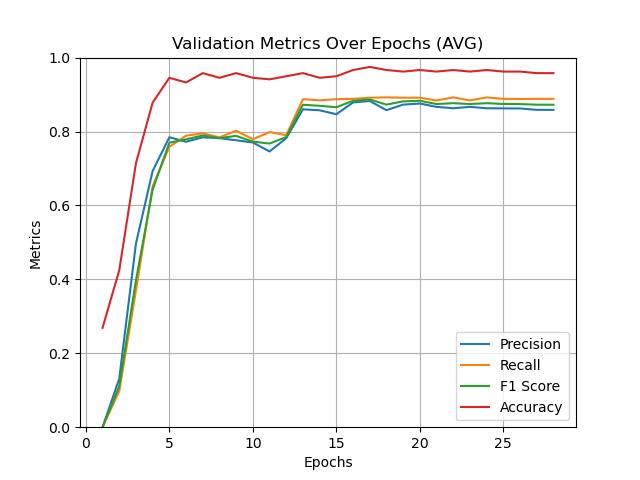 Validation Metrics Over Epochs (AVG)
1.0
0.8
0.6
0.4
0.2
0.0
Metrics
0 5 10 15 20 25
Epochs
Precision
Recall
F1 Score
Accuracy